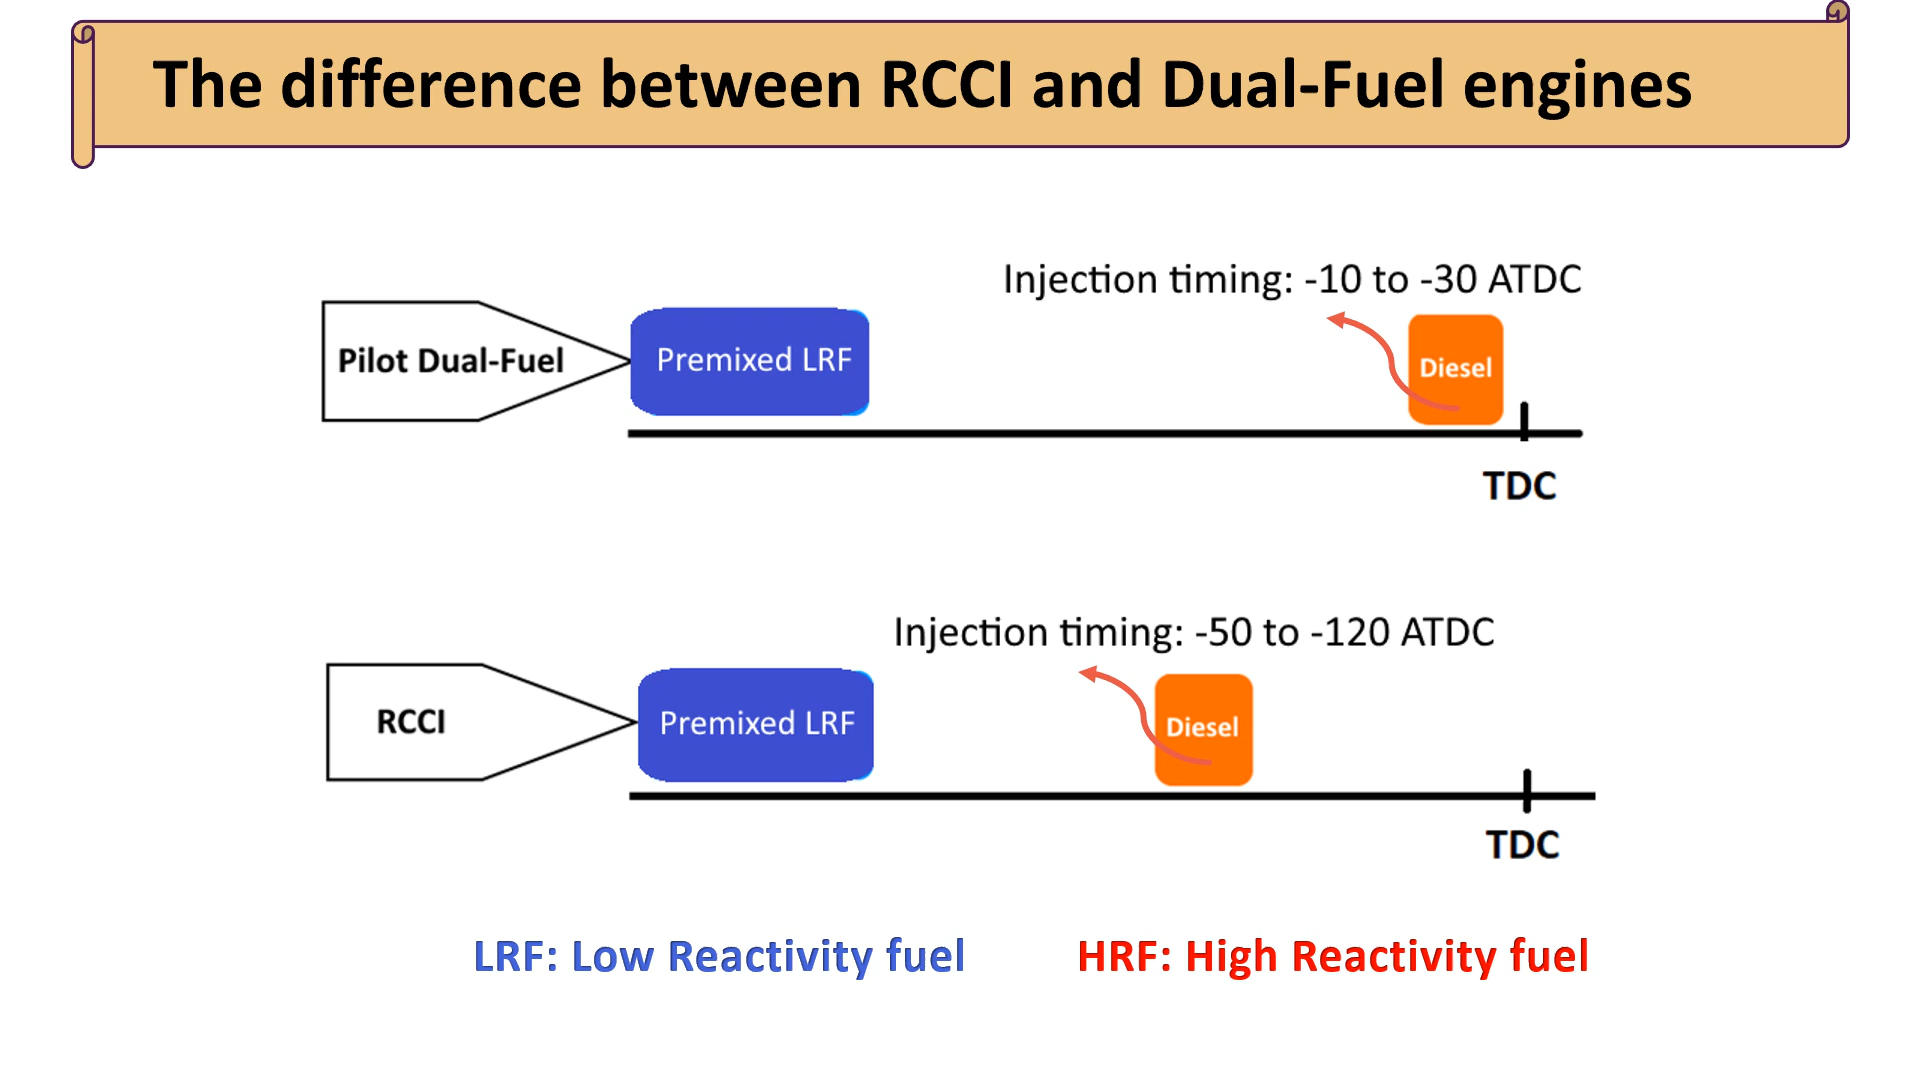 The difference between RCCI and Dual-Fuel engines
Injection timing: -10 to -30 ATDC
Pilot Dual-Fuel
Premixed LRF
Diesel
TDC
Injection timing: -50 to -120 ATDC
RCCI
Premixed LRF
Diesel
TDC
LRF: Low Reactivity fuel
HRF: High Reactivity fuel